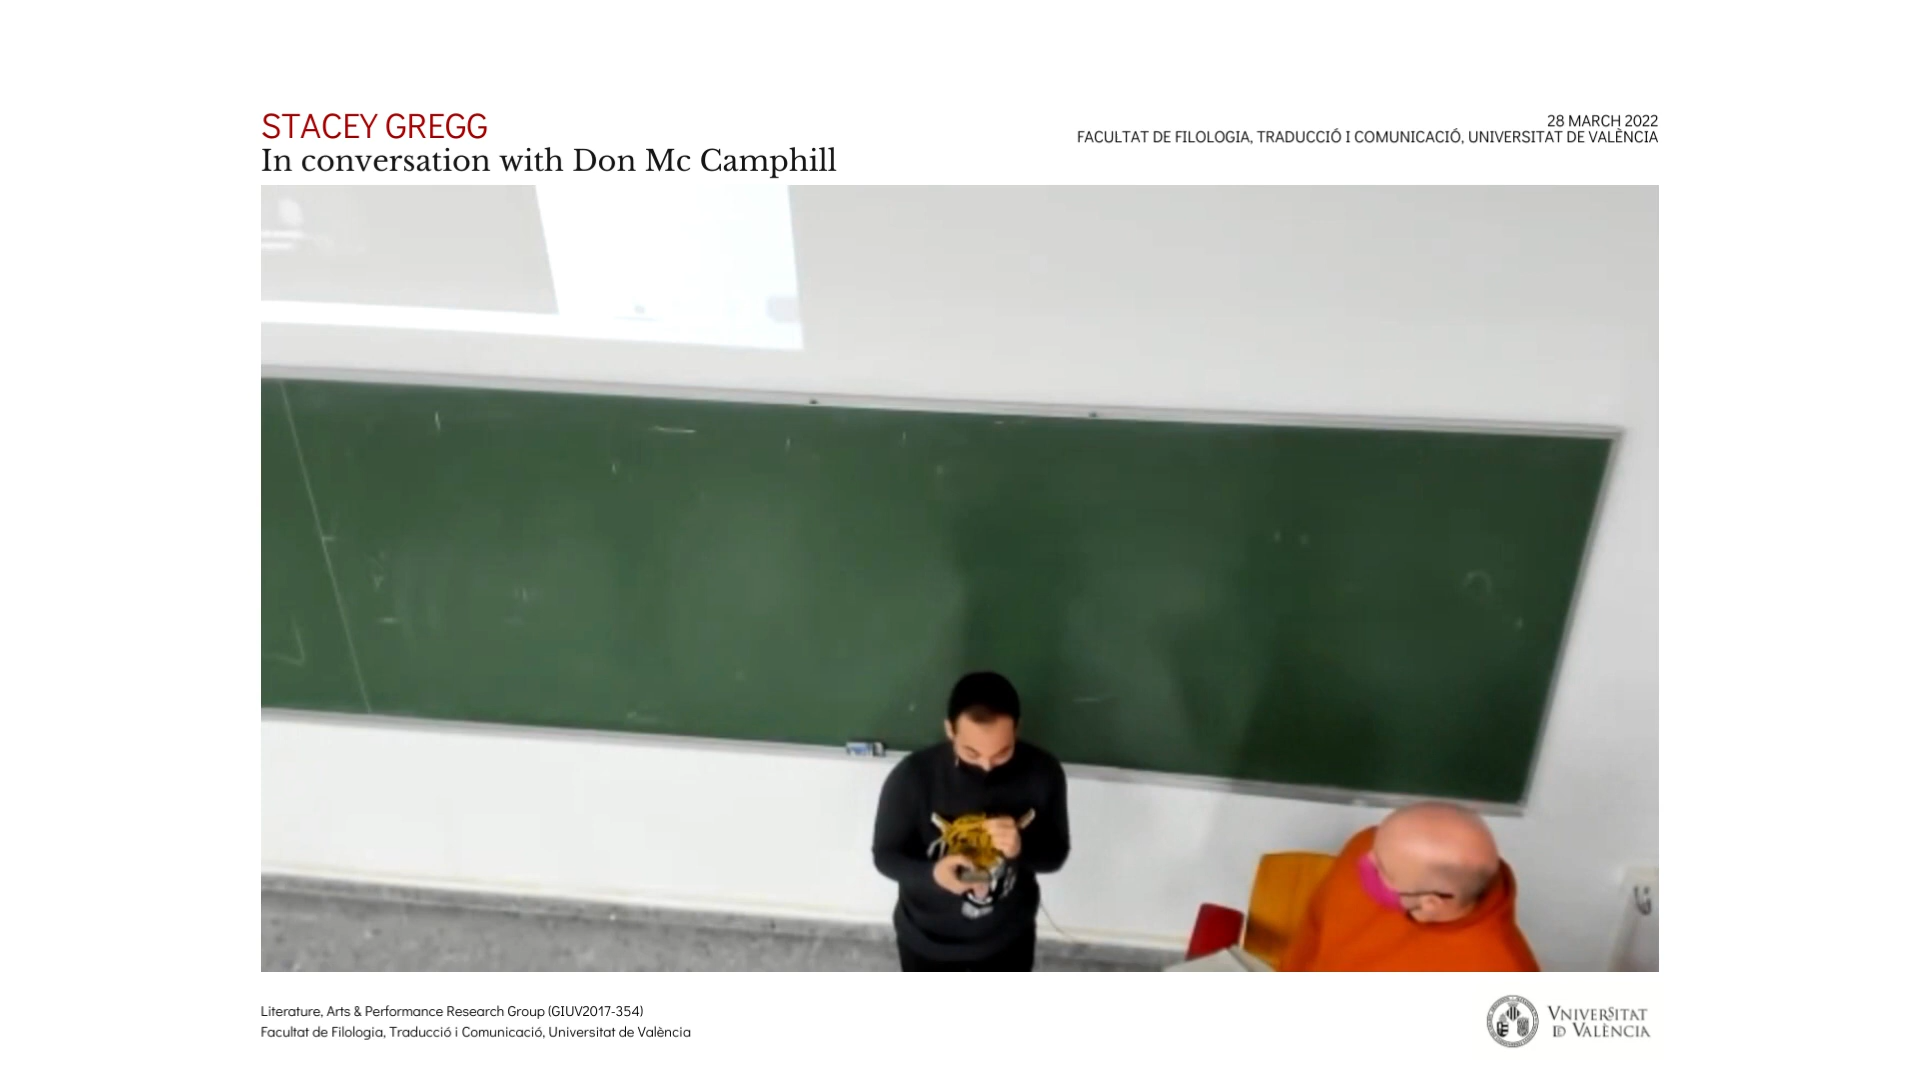 STACEY GREGG
In conversation with Don Mc Camphill
28 MARCH 2022
FACULTAT DE FILOLOGIA, TRADUCCIÓ I COMUNICACIÓ, UNIVERSITAT DE VALÈNCIA
Literature, Arts & Performance Research Group (GIUV2017-354)
Facultat de Filologia, Traducció i Comunicació, Universitat de València
VNIVERSITAT
ID VALÈNCIA